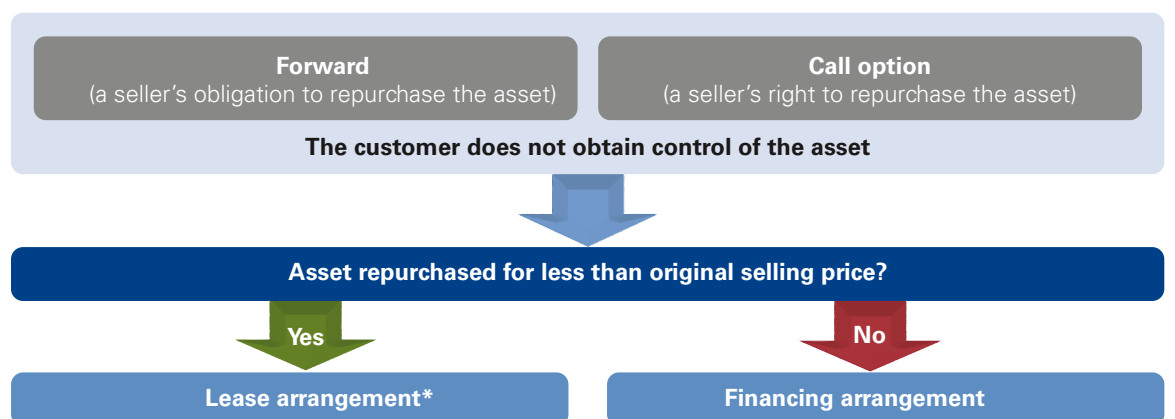 Forward
(a seller’s obligation to repurchase the asset)
Call option
(a seller’s right to repurchase the asset)
The customer does not obtain control of the asset
Asset repurchased for less than original selling price?
Yes
No
Lease arrangement*
Financing arrangement